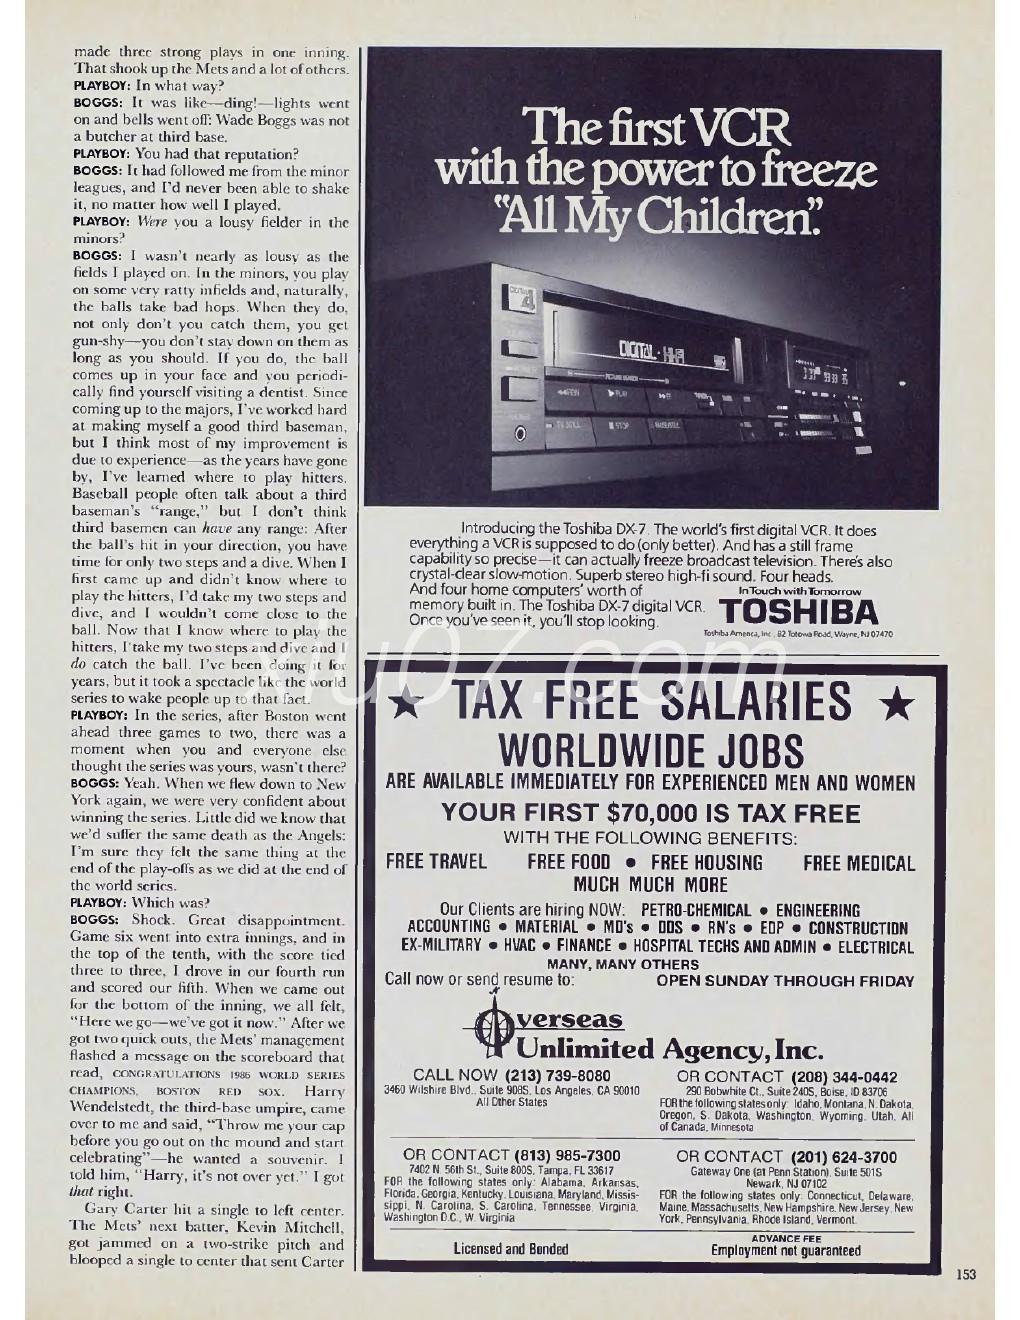 made three strong plays in one inning.
That shook up the Mets and a lot of others.
PLAYBOY: In what way?
BOGGS: It was like—ding!—lights went
on and bells went off: Wade Boggs was not
a butcher at third base.
PLAYBOY: You had that reputation?
BOGGS: It had followed me from the minor
leagues, and I'd never been able to shake
it, no matter how well I played.
PLAYBOY: Were you a lousy fielder in the
minors?
BOGGS: I wasn't nearly as lousy as the
fields I played on. In the minors, you play
on some very ratty infields and, naturally,
the balls take bad hops. When they do,
not only don't you catch them, you get
gun-shy—you don't stay down on them as
long as you should. If you do, the ball
comes up in your face and you periodi-
cally find yourself visiting a dentist. Since
coming up to the majors, I've worked hard
at making myself a good third baseman,
but I think most of my improvement is
due to experience—as the years have gone
by, I've learned where to play hitters.
Baseball people often talk about a third
baseman's "range," but I don't think
third basemen can have any range: After
the ball's hit in your direction, you have
time for only two steps and a dive. When I
first came up and didn't know where to
play the hitters, I'd take my two steps and
dive, and I wouldn't come close to the
ball. Now that I know where to play the
hitters, I take my two steps and dive and I
do catch the ball. I've been doing it for
years, but it took a spectacle like the world
series to wake people up to that fact.
PLAYBOY: In the series, after Boston went
ahead three games to two, there was a
moment when you and everyone else
thought the series was yours, wasn't there?
BOGGS: Yeah. When we flew down to New
York again, we were very confident about
winning the series. Little did we know that
we'd suffer the same death as the Angels:
I'm sure they felt the same thing at the
end of the play-offs as we did at the end of
the world series.
PLAYBOY: Which was?
BOGGS: Shock. Great disappointment.
Game six went into extra innings, and in
the top of the tenth, with the score tied
three to three, I drove in our fourth run
and scored our fifth. When we came out
for the bottom of the inning, we all felt,
"Here we go—we've got it now." After we
got two quick outs, the Mets' management
flashed a message on the scoreboard that
read, CONGRATULATIONS 1986 WORLD SERIES
CHAMPIONS, BOSTON RED SOX. Harry
Wendelstedt, the third-base umpire, came
over to me and said, "Throw me your cap
before you go out on the mound and start
celebrating"—he wanted a souvenir. I
told him, "Harry, it's not over yet." I got
that right.
Gary Carter hit a single to left center.
The Mets' next batter, Kevin Mitchell,
got jammed on a two-strike pitch and
blooped a single to center that sent Carter
The first VCR
with the power to freeze
"All My Children."
DIGITAL 4
DIGITAL · HI-FI
PICTURE SEARCH
REW
PLAY
FF
STOP
Introducing the Toshiba DX-7. The world's first digital VCR. It does
everything a VCR is supposed to do (only better). And has a still frame
capability so precise—it can actually freeze broadcast television. There's also
crystal-clear slow-motion. Superb stereo high-fi sound. Four heads.
And four home computers' worth of
memory built in. The Toshiba DX-7 digital VCR.
Once you've seen it, you'll stop looking.
In Touch with Tomorrow
TOSHIBA
Toshiba America, Inc., 82 Totowa Road, Wayne, NJ 07470
★ TAX FREE SALARIES ★
WORLDWIDE JOBS
ARE AVAILABLE IMMEDIATELY FOR EXPERIENCED MEN AND WOMEN
YOUR FIRST $70,000 IS TAX FREE
WITH THE FOLLOWING BENEFITS:
FREE TRAVEL FREE FOOD • FREE HOUSING FREE MEDICAL
MUCH MUCH MORE
Our Clients are hiring NOW: PETRO-CHEMICAL • ENGINEERING
ACCOUNTING • MATERIAL • MD's • DDS • RN's • EDP • CONSTRUCTION
EX-MILITARY • HVAC • FINANCE • HOSPITAL TECHS AND ADMIN • ELECTRICAL
MANY, MANY OTHERS
Call now or send resume to: OPEN SUNDAY THROUGH FRIDAY
Overseas
Unlimited Agency, Inc.
CALL NOW (213) 739-8080
3460 Wilshire Blvd., Suite 908S, Los Angeles, CA 90010
All Other States
OR CONTACT (208) 344-0442
290 Bobwhite Ct., Suite 240S, Boise, ID 83706
FOR the following states only: Idaho, Montana, N. Dakota,
Oregon, S. Dakota, Washington, Wyoming, Utah, All
of Canada, Minnesota
OR CONTACT (813) 985-7300
7402 N. 56th St., Suite 800S, Tampa, FL 33617
FOR the following states only: Alabama, Arkansas,
Florida, Georgia, Kentucky, Louisiana, Maryland, Missis-
sippi, N. Carolina, S. Carolina, Tennessee, Virginia,
Washington D.C., W. Virginia
OR CONTACT (201) 624-3700
Gateway One (at Penn Station), Suite 501S
Newark, NJ 07102
FOR the following states only: Connecticut, Delaware,
Maine, Massachusetts, New Hampshire, New Jersey, New
York, Pennsylvania, Rhode Island, Vermont.
Licensed and Bonded
ADVANCE FEE
Employment not guaranteed
153